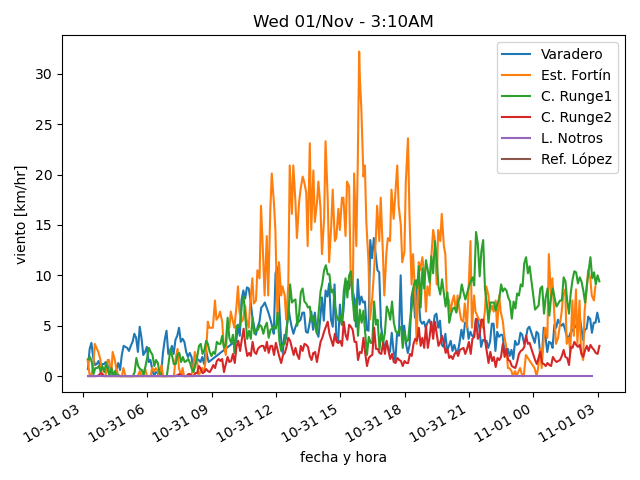 Wed 01/Nov - 3:10AM
viento [km/hr]
30
25
20
15
10
5
0
Varadero
Est. Fortín
C. Runge1
C. Runge2
L. Notros
Ref. López
10-31 03
10-31 06
10-31 09
10-31 12
10-31 15
10-31 18
10-31 21
11-01 00
11-01 03
fecha y hora